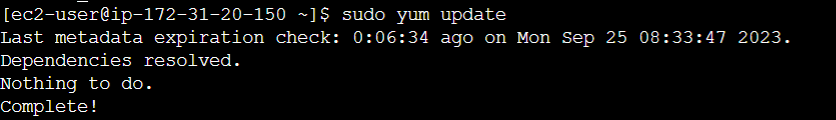 [ec2-user@ip-172-31-20-150 ~]$ sudo yum update
Last metadata expiration check: 0:06:34 ago on Mon Sep 25 08:33:47 2023.
Dependencies resolved.
Nothing to do.
Complete!